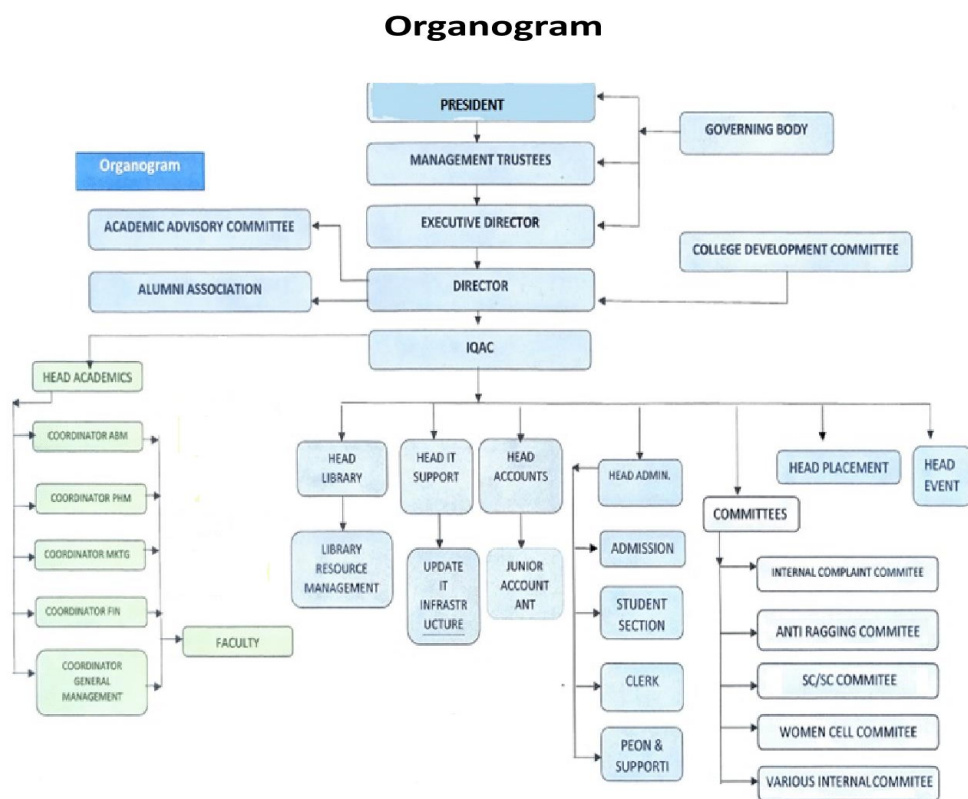 Organogram
PRESIDENT
GOVERNING BODY
MANAGEMENT TRUSTEES
Organogram
ACADEMIC ADVISORY COMMITTEE
EXECUTIVE DIRECTOR
COLLEGE DEVELOPMENT COMMITTEE
ALUMNI ASSOCIATION
DIRECTOR
IQAC
HEAD ACADEMICS
COORDINATOR ABM
COORDINATOR PHM
COORDINATOR MKTG
COORDINATOR FIN
COORDINATOR
GENERAL
MANAGEMENT
FACULTY
HEAD
LIBRARY
LIBRARY
RESOURCE
MANAGEMENT
HEAD IT
SUPPORT
UPDATE
IT
INFRASTR
UCTURE
HEAD
ACCOUNTS
JUNIOR
ACCOUNT
ANT
HEAD ADMIN.
ADMISSION
STUDENT
SECTION
CLERK
PEON &
SUPPORTI
COMMITTEES
INTERNAL COMPLAINT COMMITEE
ANTI RAGGING COMMITEE
SC/SC COMMITEE
WOMEN CELL COMMITEE
VARIOUS INTERNAL COMMITEE
HEAD PLACEMENT
HEAD
EVENT